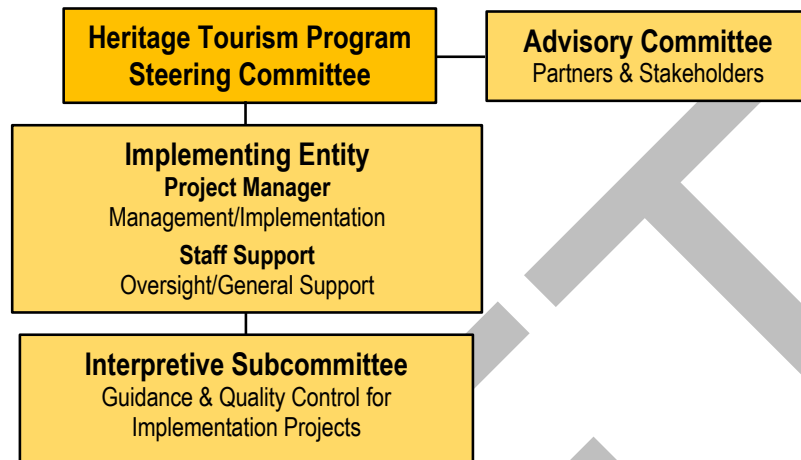 Heritage Tourism Program
Steering Committee
Advisory Committee
Partners & Stakeholders
Implementing Entity
Project Manager
Management/Implementation
Staff Support
Oversight/General Support
Interpretive Subcommittee
Guidance & Quality Control for
Implementation Projects